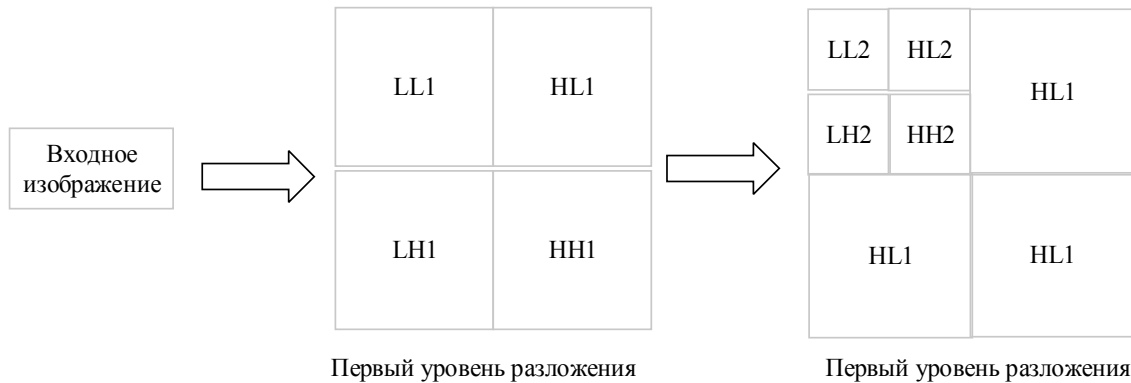 Входное
изображение
LL1
HL1
LH1
HH1
Первый уровень разложения
LL2
HL2
HL1
LH2
HH2
HL1
HL1
Первый уровень разложения